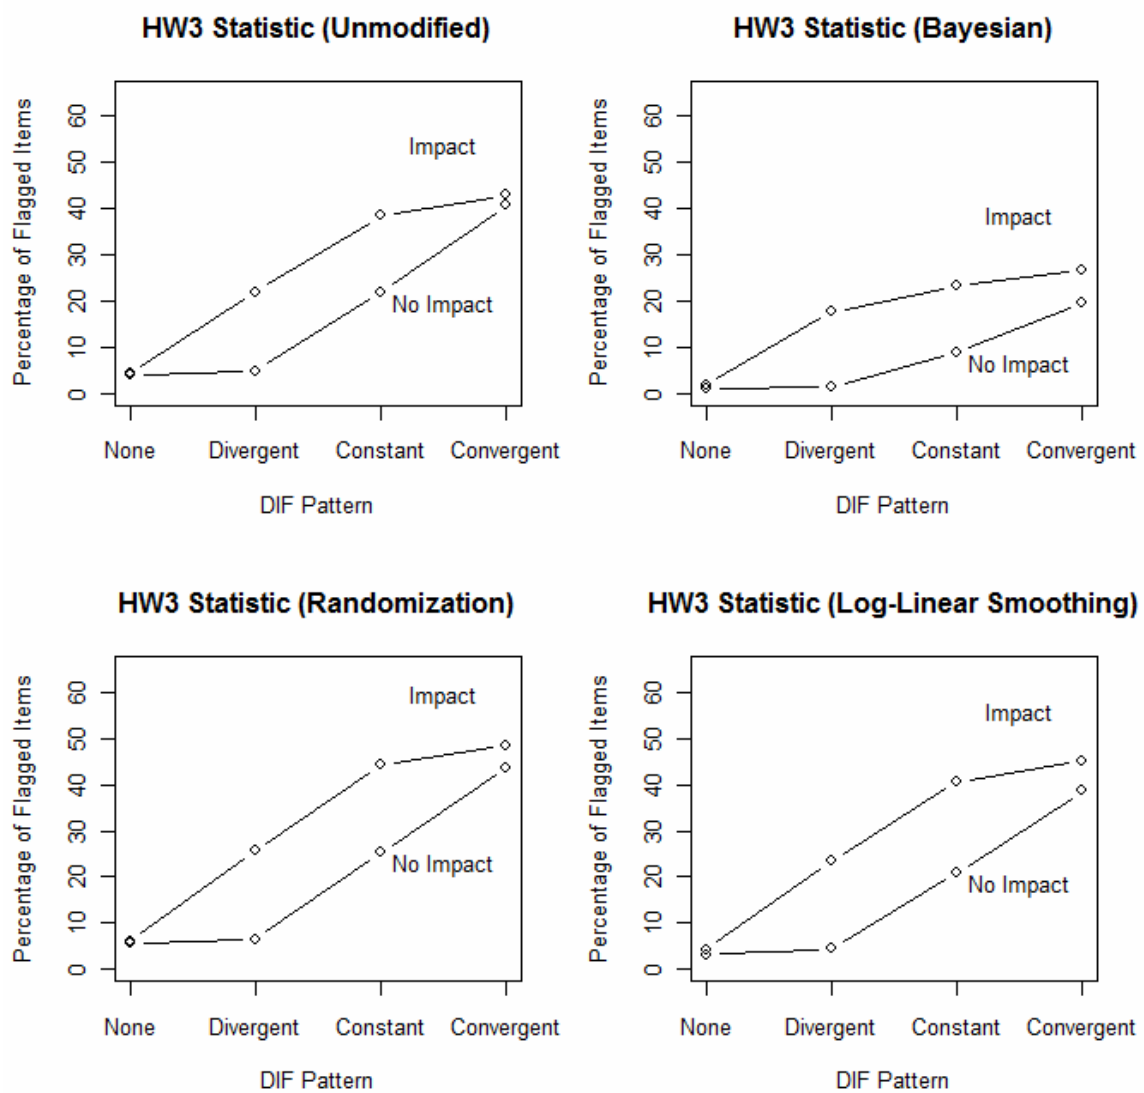 HW3 Statistic (Unmodified)
Percentage of Flagged Items
60
50
40
30
20
10
0
Impact
No Impact
None Divergent Constant Convergent
DIF Pattern
HW3 Statistic (Bayesian)
Percentage of Flagged Items
60
50
40
30
20
10
0
Impact
No Impact
None Divergent Constant Convergent
DIF Pattern
HW3 Statistic (Randomization)
Percentage of Flagged Items
60
50
40
30
20
10
0
Impact
No Impact
None Divergent Constant Convergent
DIF Pattern
HW3 Statistic (Log-Linear Smoothing)
Percentage of Flagged Items
60
50
40
30
20
10
0
Impact
No Impact
None Divergent Constant Convergent
DIF Pattern